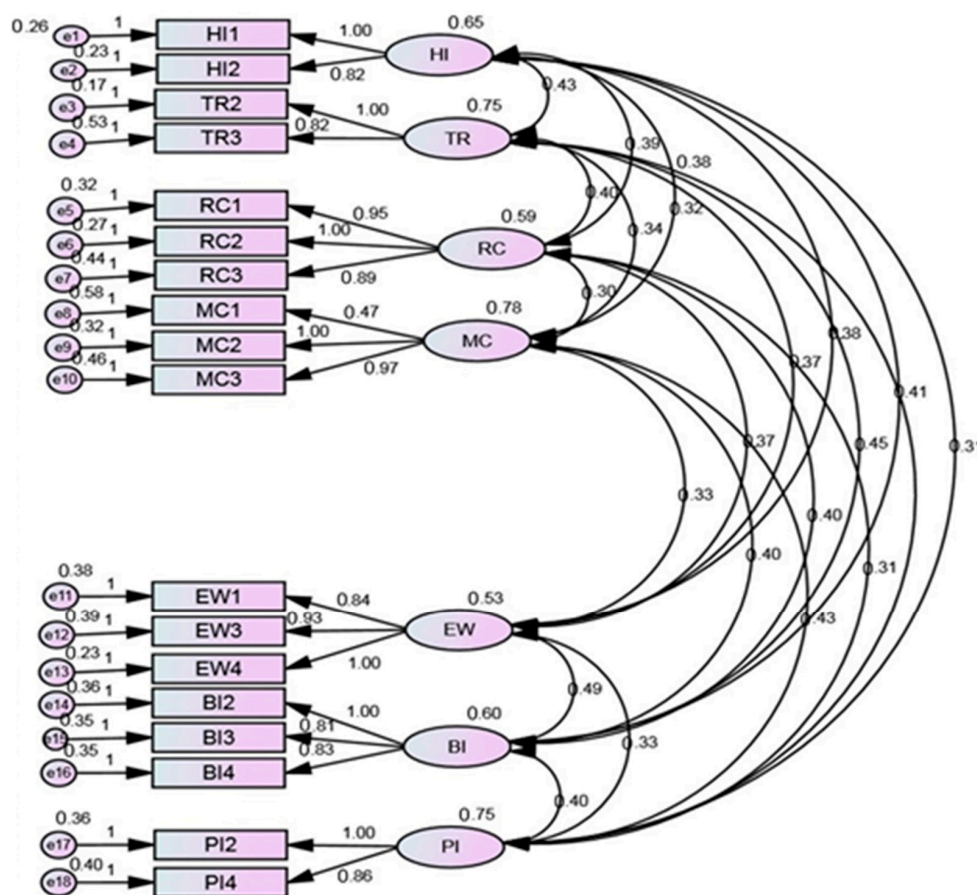 0.26 e1 1 HI1 1.00 0.65 HI
0.23 e2 1 HI2 0.82 0.43
0.17 e3 1 TR2 1.00 0.75 TR
0.53 e4 1 TR3 0.82
0.39 0.38
0.32 e5 1 RC1 0.95 0.40 0.32
0.27 e6 1 RC2 1.00 0.59 RC 0.34
0.44 e7 1 RC3 0.89
0.58 e8 1 MC1 0.47 0.78 MC 0.30
0.32 e9 1 MC2 1.00 0.38
0.46 e10 1 MC3 0.97 0.37 0.41
0.37 0.45 0.31
0.33 0.40
0.40 0.31
0.38 e11 1 EW1 0.84 0.53 EW 0.43
0.39 e12 1 EW3 0.93
0.23 e13 1 EW4 1.00 0.49
0.36 e14 1 BI2 1.00 0.60 BI
0.35 e15 1 BI3 0.81 0.33
0.35 e16 1 BI4 0.83 0.40
0.36 e17 1 PI2 1.00 0.75 PI
0.40 e18 1 PI4 0.86